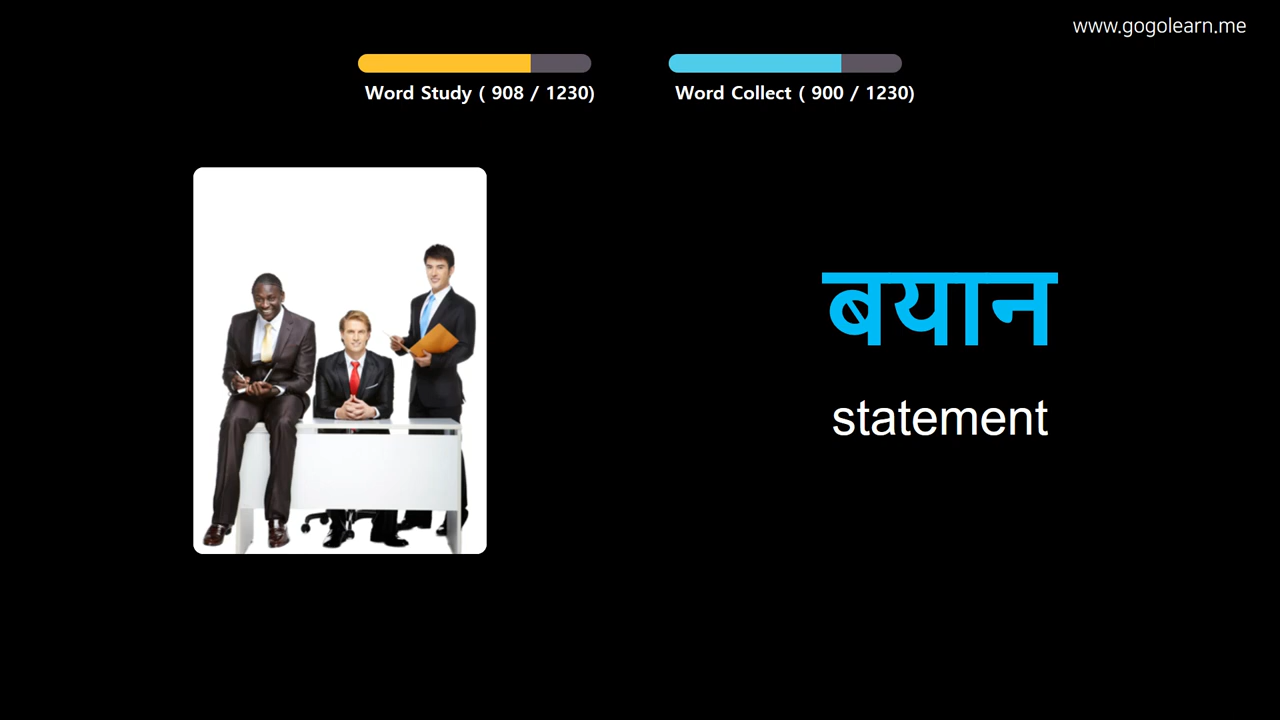 www.gogolearn.me
Word Study ( 908 / 1230)
Word Collect ( 900 / 1230)
बयान
statement